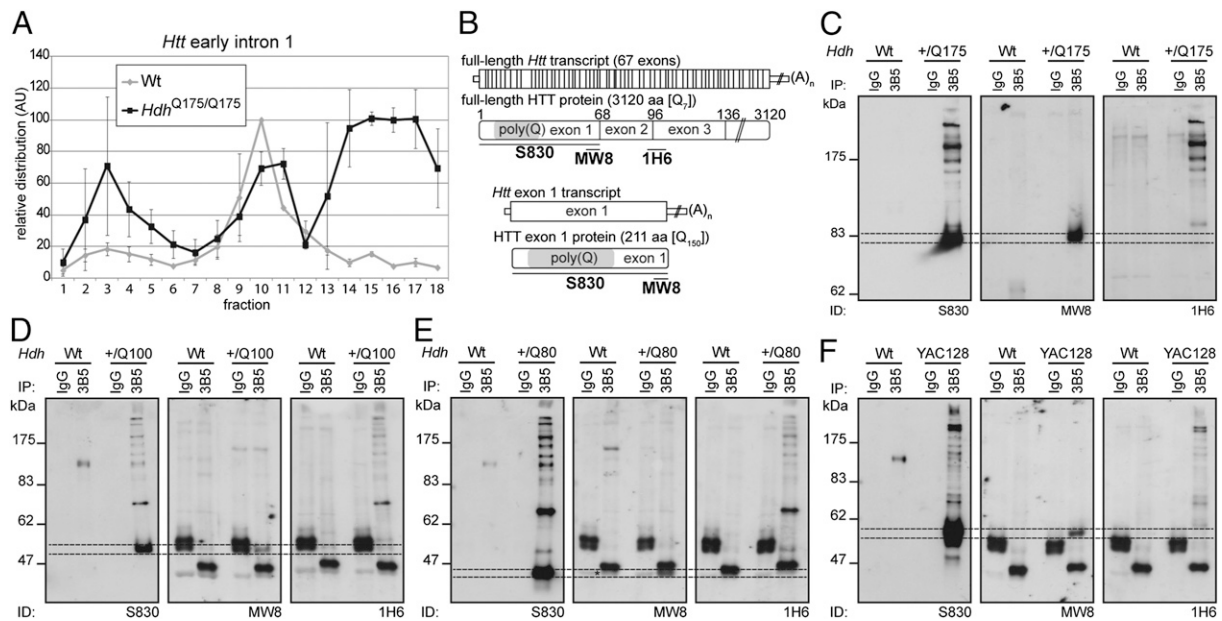 A
Htt early intron 1
relative distribution (AU)
140
120
100
80
60
40
20
0
Wt
Hdh^Q175/Q175
1 2 3 4 5 6 7 8 9 10 11 12 13 14 15 16 17 18
fraction
B
full-length Htt transcript (67 exons)
(A)n
full-length HTT protein (3120 aa [Q7])
1 68 96 136 3120
poly(Q) exon 1 exon 2 exon 3
S830 MW8 1H6
Htt exon 1 transcript
exon 1 (A)n
HTT exon 1 protein (211 aa [Q150])
poly(Q) exon 1
S830 MW8
C
Hdh Wt +/Q175 Wt +/Q175 Wt +/Q175
IP: IgG 3B5 IgG 3B5 IgG 3B5 IgG 3B5 IgG 3B5 IgG 3B5
kDa
175
83
62
ID: S830 MW8 1H6
D
Hdh Wt +/Q100 Wt +/Q100 Wt +/Q100
IP: IgG 3B5 IgG 3B5 IgG 3B5 IgG 3B5 IgG 3B5 IgG 3B5
kDa
175
83
62
47
ID: S830 MW8 1H6
E
Hdh Wt +/Q80 Wt +/Q80 Wt +/Q80
IP: IgG 3B5 IgG 3B5 IgG 3B5 IgG 3B5 IgG 3B5 IgG 3B5
kDa
175
83
62
47
*
ID: S830 MW8 1H6
F
Wt YAC128 Wt YAC128 Wt YAC128
IP: IgG 3B5 IgG 3B5 IgG 3B5 IgG 3B5 IgG 3B5 IgG 3B5
kDa
175
83
62
47
ID: S830 MW8 1H6